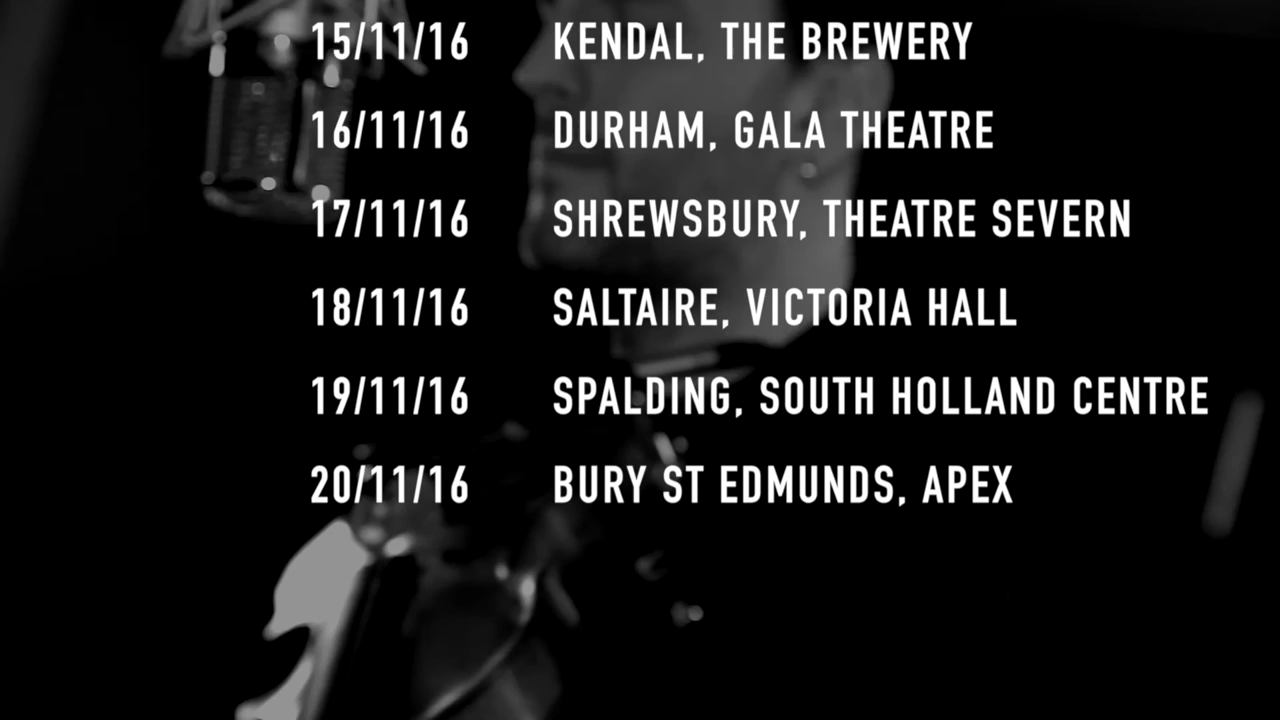 15/11/16 KENDAL, THE BREWERY
16/11/16 DURHAM, GALA THEATRE
17/11/16 SHREWSBURY, THEATRE SEVERN
18/11/16 SALTAIRE, VICTORIA HALL
19/11/16 SPALDING, SOUTH HOLLAND CENTRE
20/11/16 BURY ST EDMUNDS, APEX